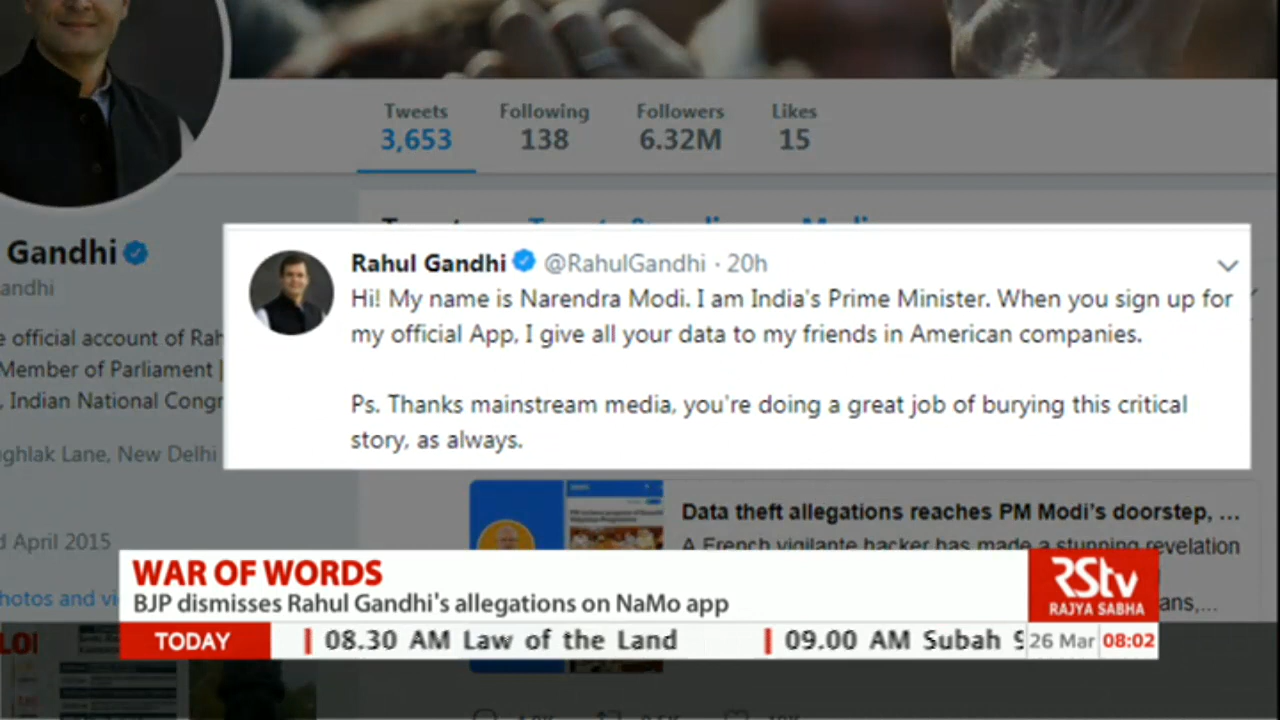 Tweets Following Followers Likes
3,653 138 6.32M 15
Gandhi
andhi
e official account of Rah
Member of Parliament |
, Indian National Congr
ghlak Lane, New Delhi
d April 2015
hotos and vi
Rahul Gandhi @RahulGandhi · 20h
Hi! My name is Narendra Modi. I am India's Prime Minister. When you sign up for
my official App, I give all your data to my friends in American companies.
Ps. Thanks mainstream media, you're doing a great job of burying this critical
story, as always.
Data theft allegations reaches PM Modi's doorstep, ...
A French vigilante hacker has made a stunning revelation
ans,...
WAR OF WORDS
BJP dismisses Rahul Gandhi's allegations on NaMo app
RStv
RAJYA SABHA
TODAY 08.30 AM Law of the Land 09.00 AM Subah S 26 Mar 08:02